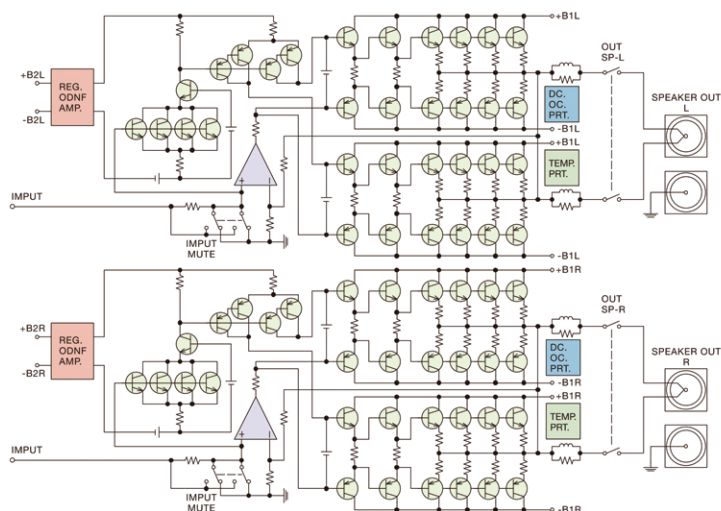 +B1L
+B2L
REG.
ODNF
AMP.
-B2L
OUT
SP-L
DC.
OC.
PRT.
SPEAKER OUT
L
-B1L
+B1L
TEMP.
PRT.
+
-
IMPUT
IMPUT
MUTE
-B1L
+B1R
+B2R
REG.
ODNF
AMP.
-B2R
OUT
SP-R
DC.
OC.
PRT.
SPEAKER OUT
R
-B1R
+B1R
TEMP.
PRT.
+
-
IMPUT
IMPUT
MUTE
-B1R